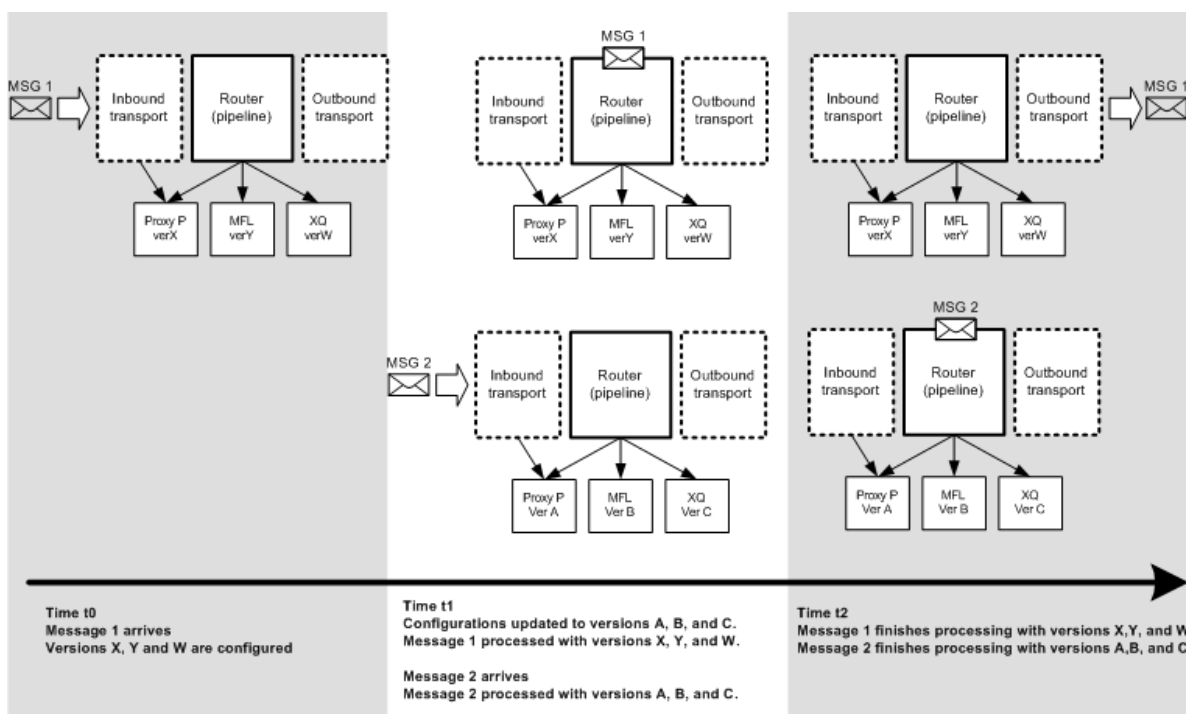 MSG 1
Inbound
transport
Router
(pipeline)
Outbound
transport
Proxy P
verX
MFL
verY
XQ
verW
MSG 1
Inbound
transport
Router
(pipeline)
Outbound
transport
Proxy P
verX
MFL
verY
XQ
verW
MSG 2
Inbound
transport
Router
(pipeline)
Outbound
transport
Proxy P
Ver A
MFL
Ver B
XQ
Ver C
Inbound
transport
Router
(pipeline)
Outbound
transport
MSG 1
Proxy P
verX
MFL
verY
XQ
verW
MSG 2
Inbound
transport
Router
(pipeline)
Outbound
transport
Proxy P
Ver A
MFL
Ver B
XQ
Ver C
Time t0
Message 1 arrives
Versions X, Y and W are configured
Time t1
Configurations updated to versions A, B, and C.
Message 1 processed with versions X, Y, and W.
Message 2 arrives
Message 2 processed with versions A, B, and C.
Time t2
Message 1 finishes processing with versions X,Y, and W
Message 2 finishes processing with versions A,B, and C